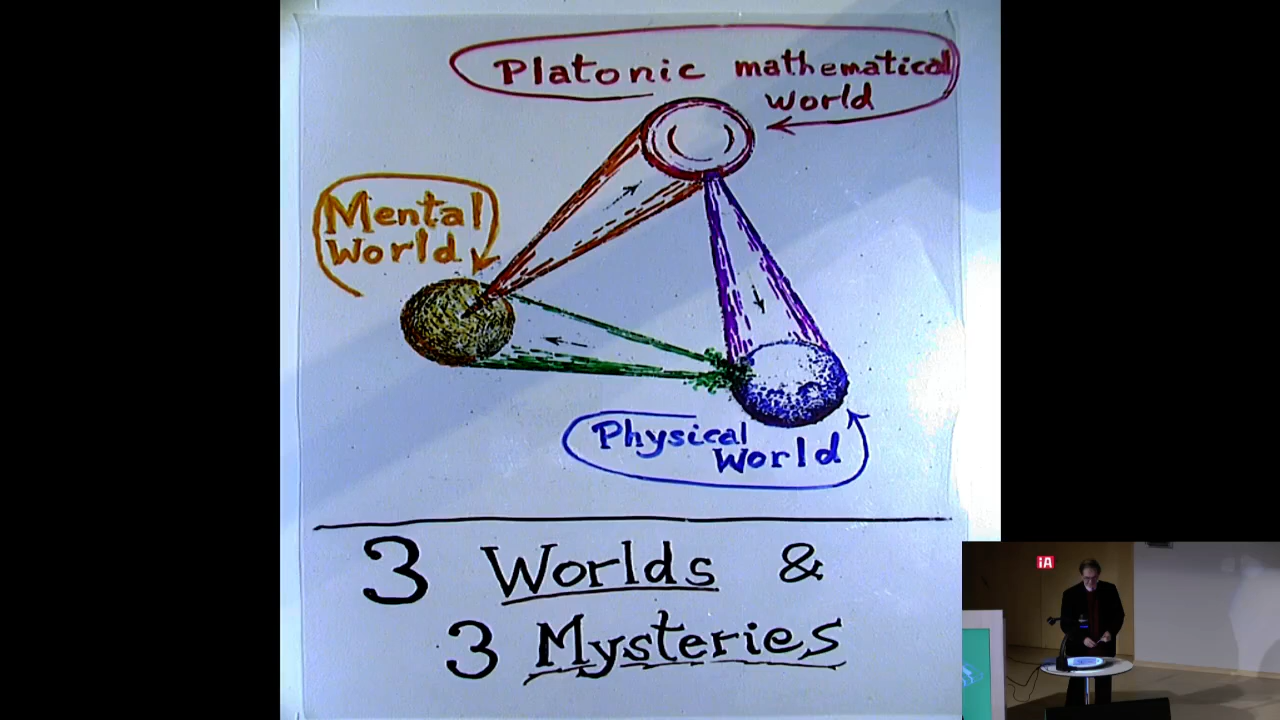 Platonic mathematical
world
Mental
World
Physical
World
3 Worlds &
3 Mysteries
iA